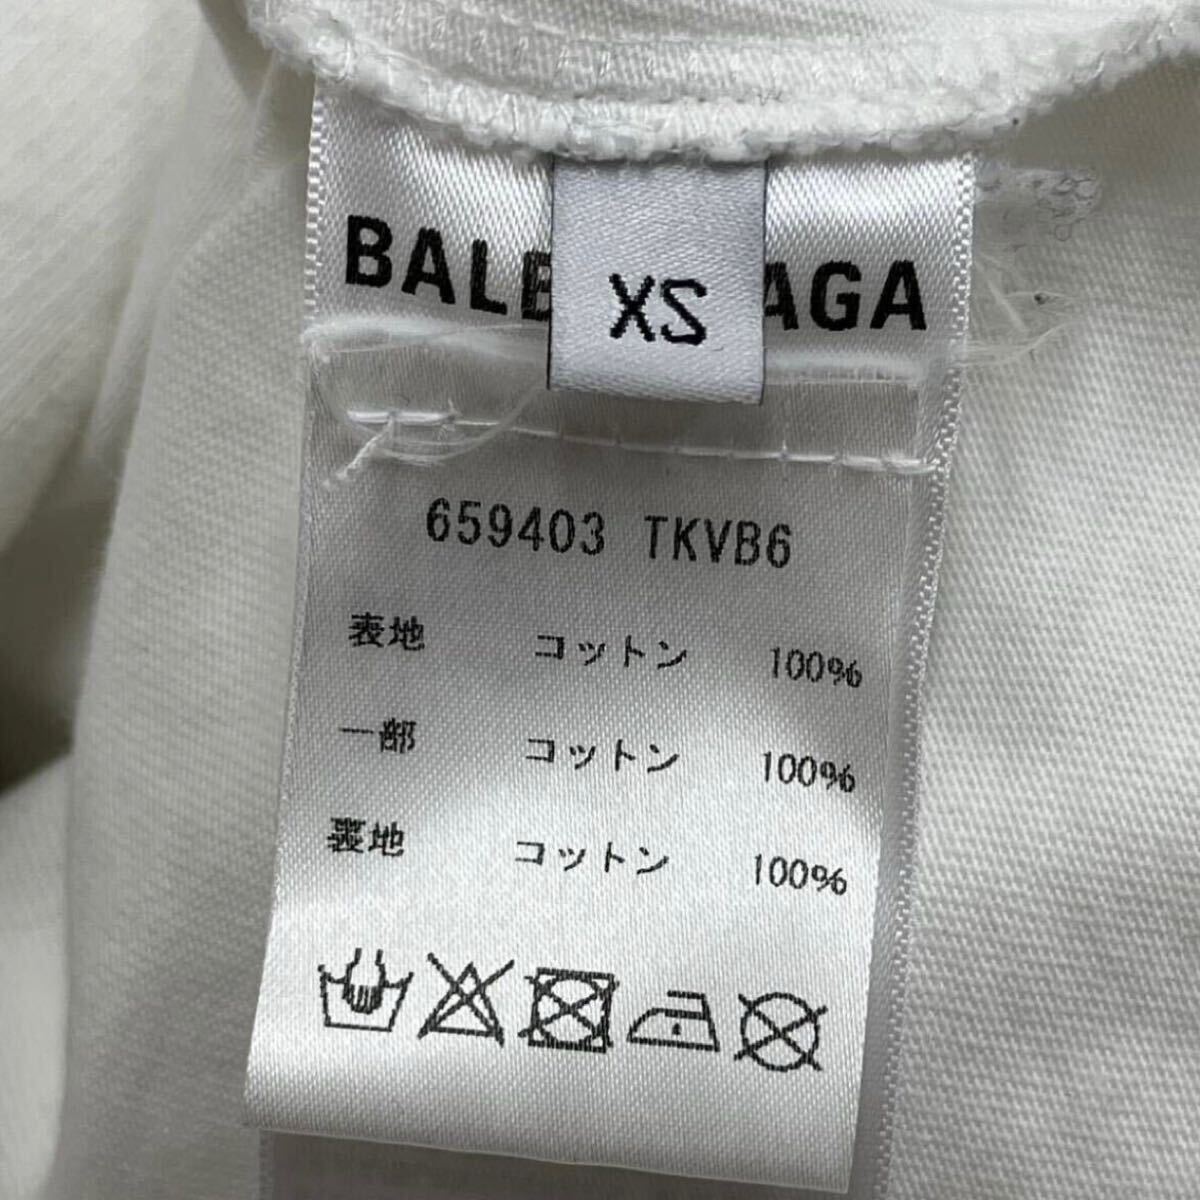 BALE AGA
XS
659403 TKVB6
表地 コットン 100%
一部 コットン 100%
裏地 コットン 100%